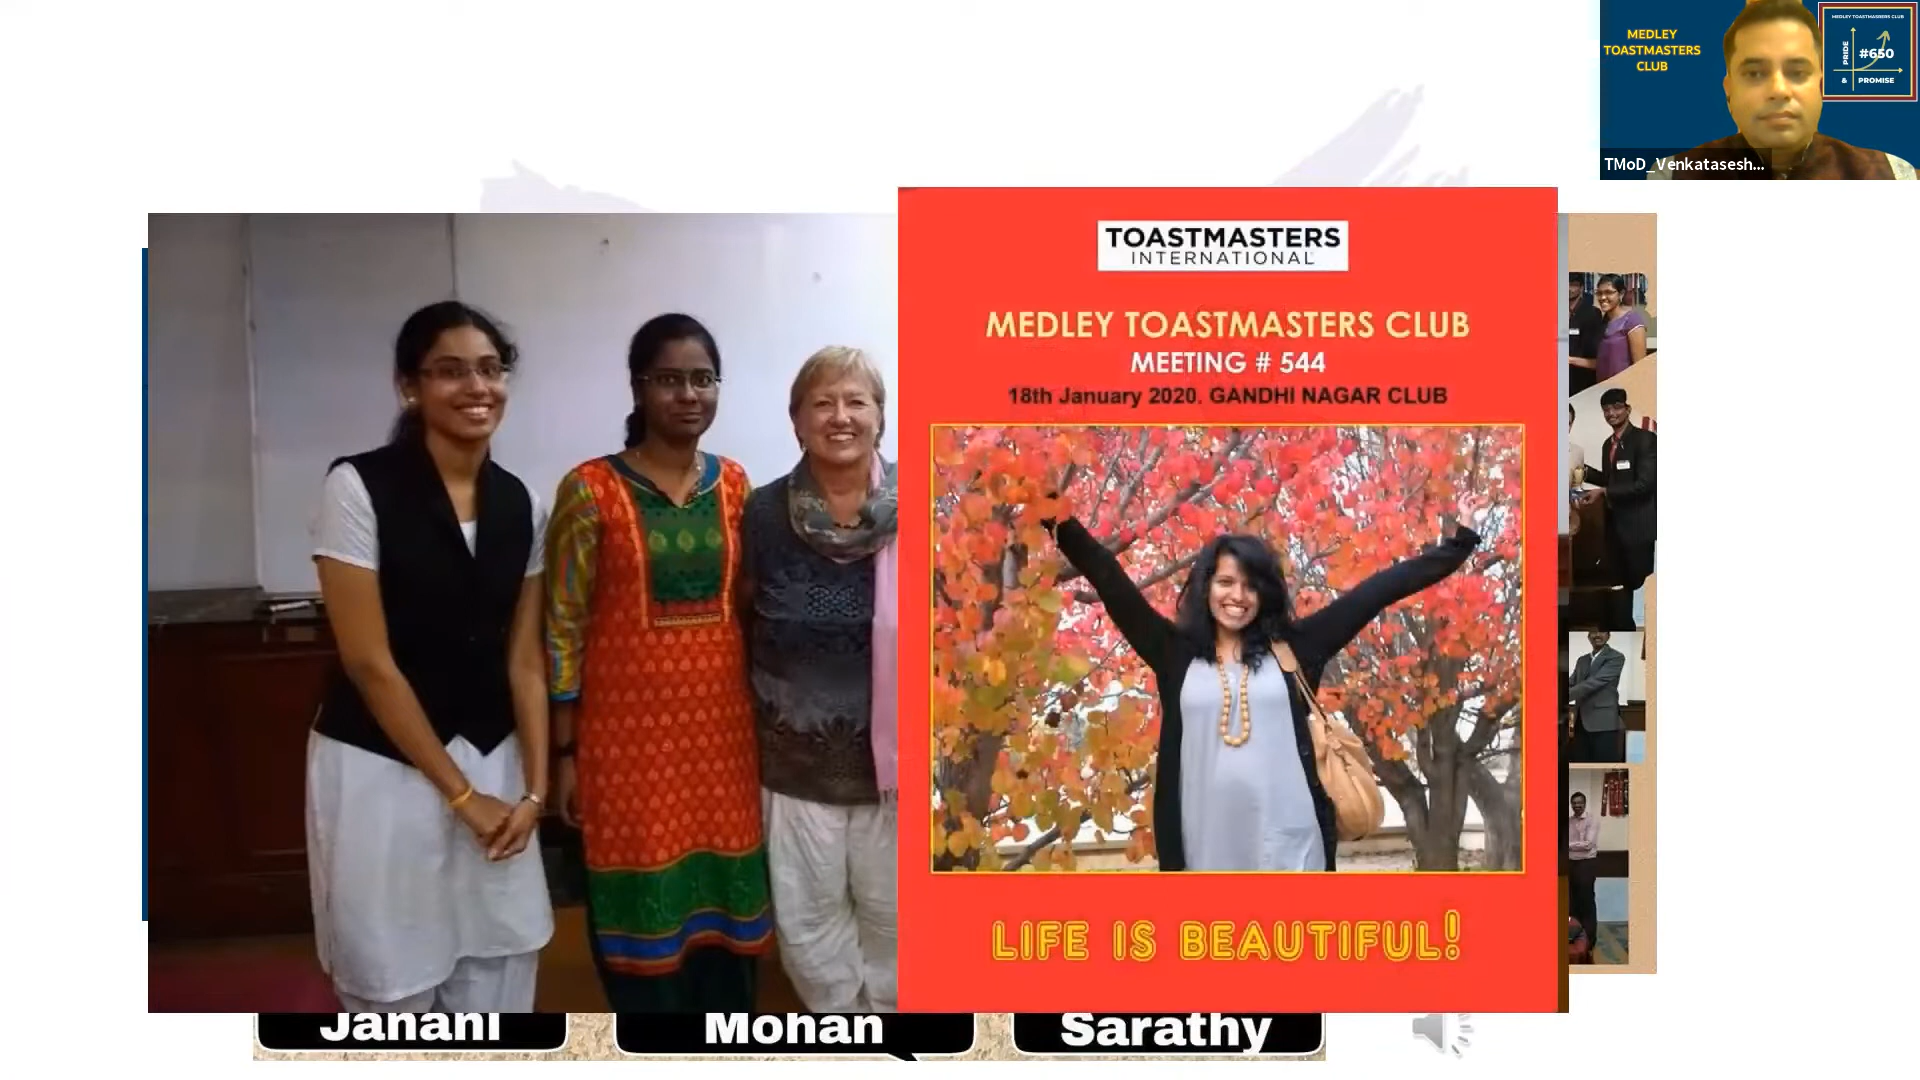 MEDLEY
TOASTMASTERS
CLUB
MEDLEY TOASTMASTERS CLUB
PRIDE
#650
& PROMISE
TMoD_Venkatasesh...
TOASTMASTERS
INTERNATIONAL
MEDLEY TOASTMASTERS CLUB
MEETING # 544
18th January 2020. GANDHI NAGAR CLUB
LIFE IS BEAUTIFUL!
Janani
Mohan
Sarathy